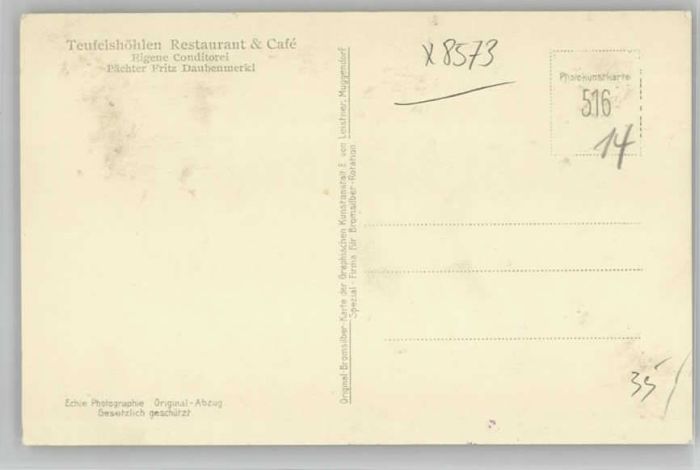 Teufelshöhlen Restaurant & Café
Eigene Conditorei
Pächter Fritz Daubenmerkl
x 8573
Photokunstkarte
516
14
Original Bromsilber-Karte der Graphischen Kunstanstalt E. von Leistner, Muggendorf
Spezial-Firma für Bromsilber-Rotation.
35
Echte Photographie Original-Abzug
Gesetzlich geschützt